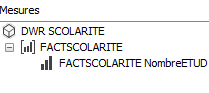 Mesures
DWR SCOLARITE
FACTSCOLARITE
FACTSCOLARITE NombreETUD